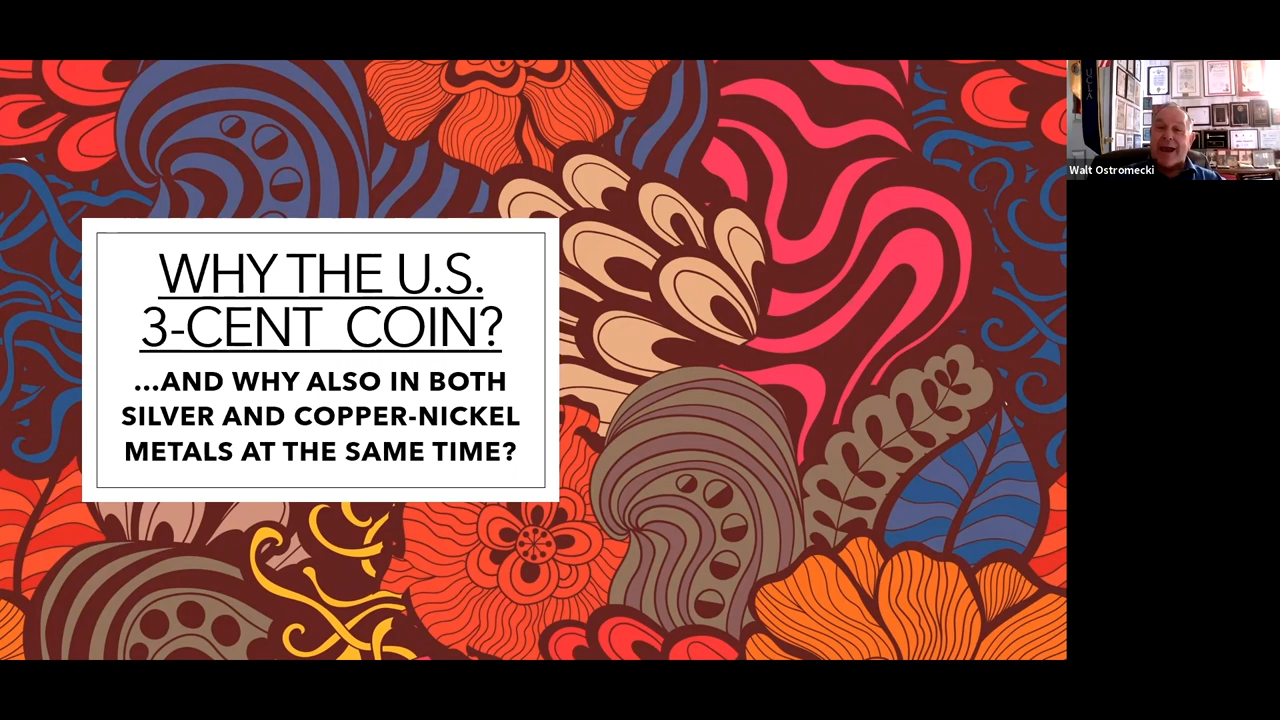 WHY THE U.S.
3-CENT COIN?
...AND WHY ALSO IN BOTH
SILVER AND COPPER-NICKEL
METALS AT THE SAME TIME?
UCLA
Walt Ostromecki